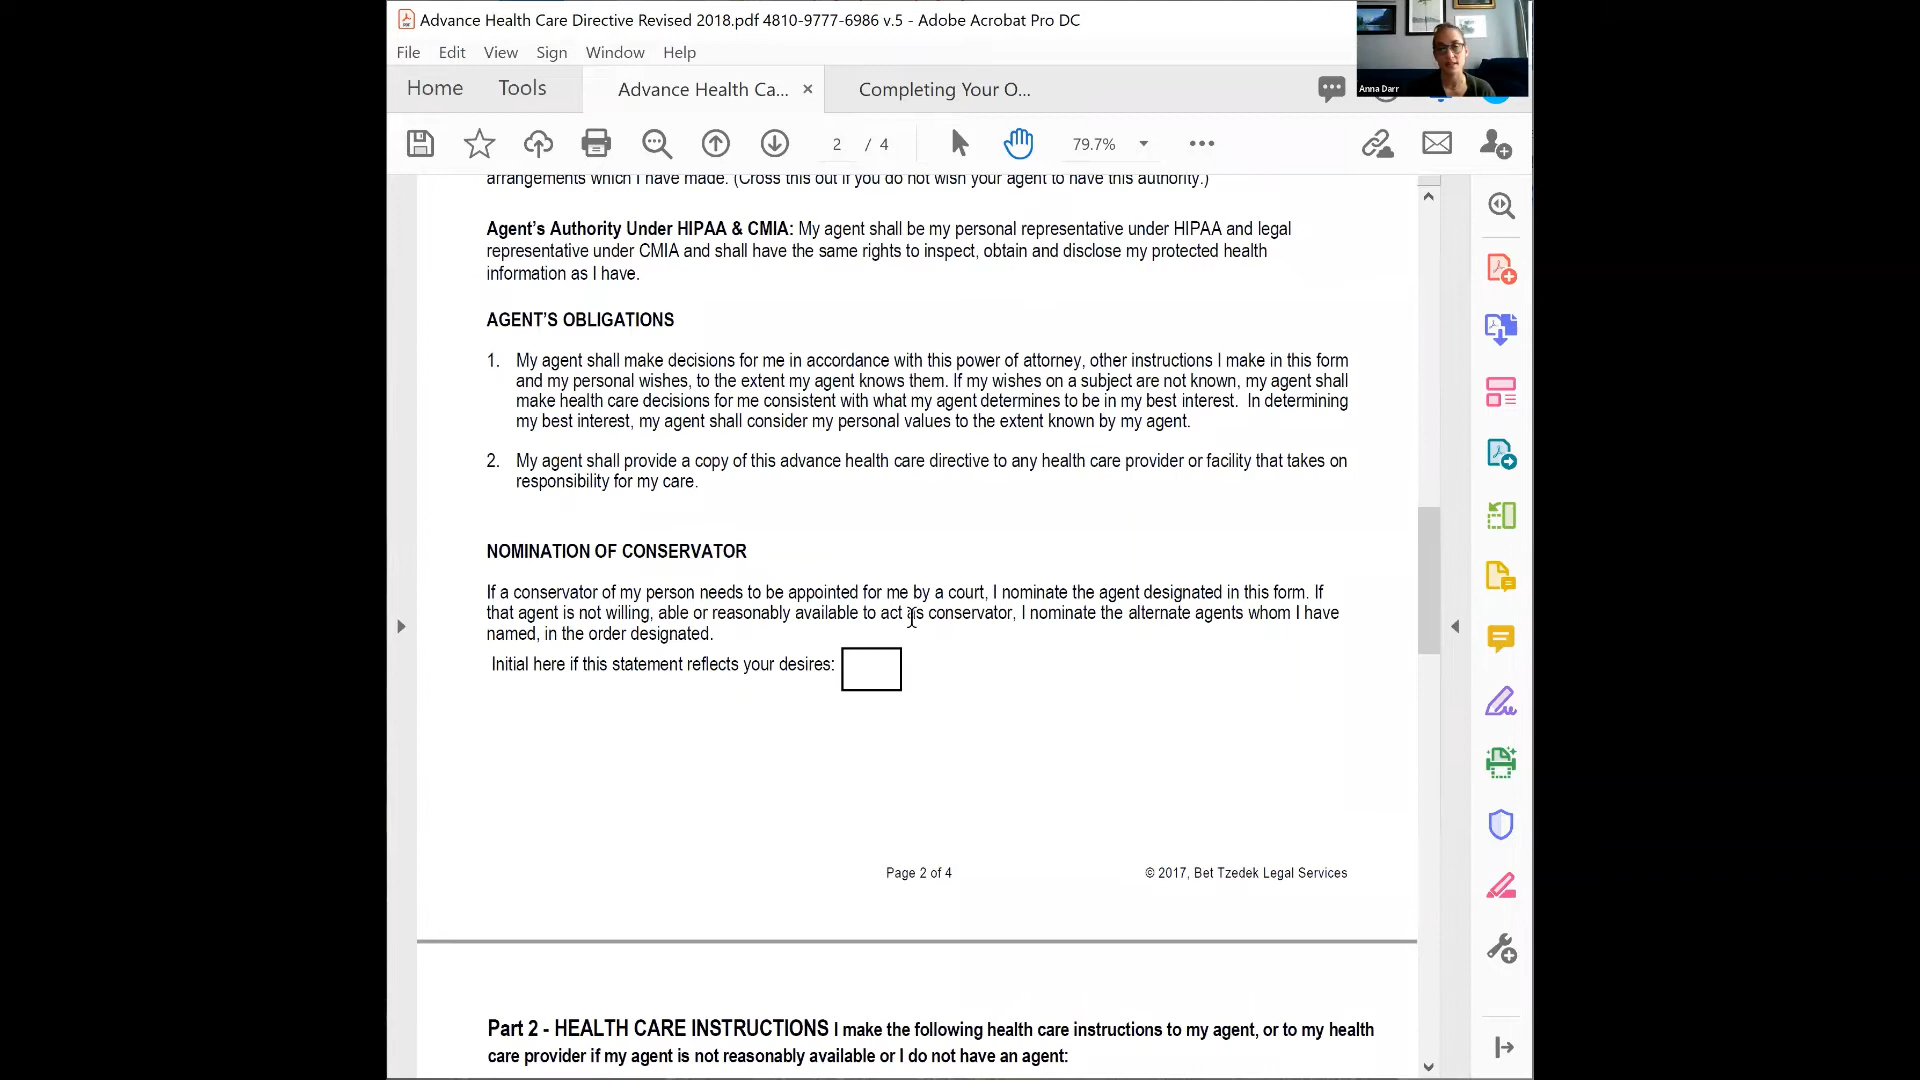 Advance Health Care Directive Revised 2018.pdf 4810-9777-6986 v.5 - Adobe Acrobat Pro DC
File Edit View Sign Window Help
Home Tools Advance Health Ca... × Completing Your O...
Anna Darr
2 / 4 79.7%
arrangements which I have made. (Cross this out if you do not wish your agent to have this authority.)
Agent’s Authority Under HIPAA & CMIA: My agent shall be my personal representative under HIPAA and legal
representative under CMIA and shall have the same rights to inspect, obtain and disclose my protected health
information as I have.
AGENT’S OBLIGATIONS
1. My agent shall make decisions for me in accordance with this power of attorney, other instructions I make in this form
and my personal wishes, to the extent my agent knows them. If my wishes on a subject are not known, my agent shall
make health care decisions for me consistent with what my agent determines to be in my best interest. In determining
my best interest, my agent shall consider my personal values to the extent known by my agent.
2. My agent shall provide a copy of this advance health care directive to any health care provider or facility that takes on
responsibility for my care.
NOMINATION OF CONSERVATOR
If a conservator of my person needs to be appointed for me by a court, I nominate the agent designated in this form. If
that agent is not willing, able or reasonably available to act as conservator, I nominate the alternate agents whom I have
named, in the order designated.
Initial here if this statement reflects your desires:
Page 2 of 4 © 2017, Bet Tzedek Legal Services
Part 2 - HEALTH CARE INSTRUCTIONS I make the following health care instructions to my agent, or to my health
care provider if my agent is not reasonably available or I do not have an agent: